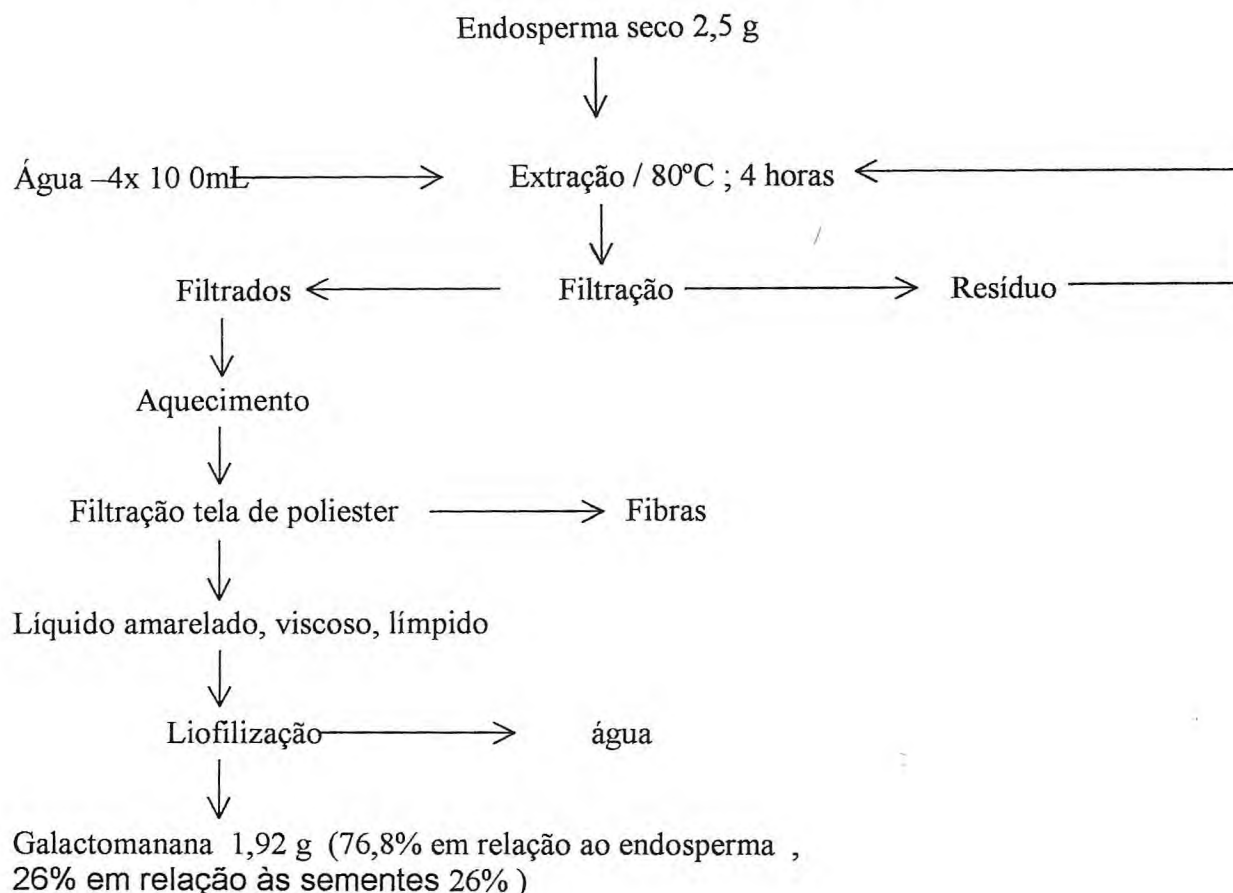 Endosperma seco 2,5 g
Água –4x 10 0mL
Extração / 80ºC ; 4 horas
Filtrados
Filtração
Resíduo
Aquecimento
Filtração tela de poliester
Fibras
Líquido amarelado, viscoso, límpido
Liofilização
água
Galactomanana 1,92 g (76,8% em relação ao endosperma ,
26% em relação às sementes 26% )